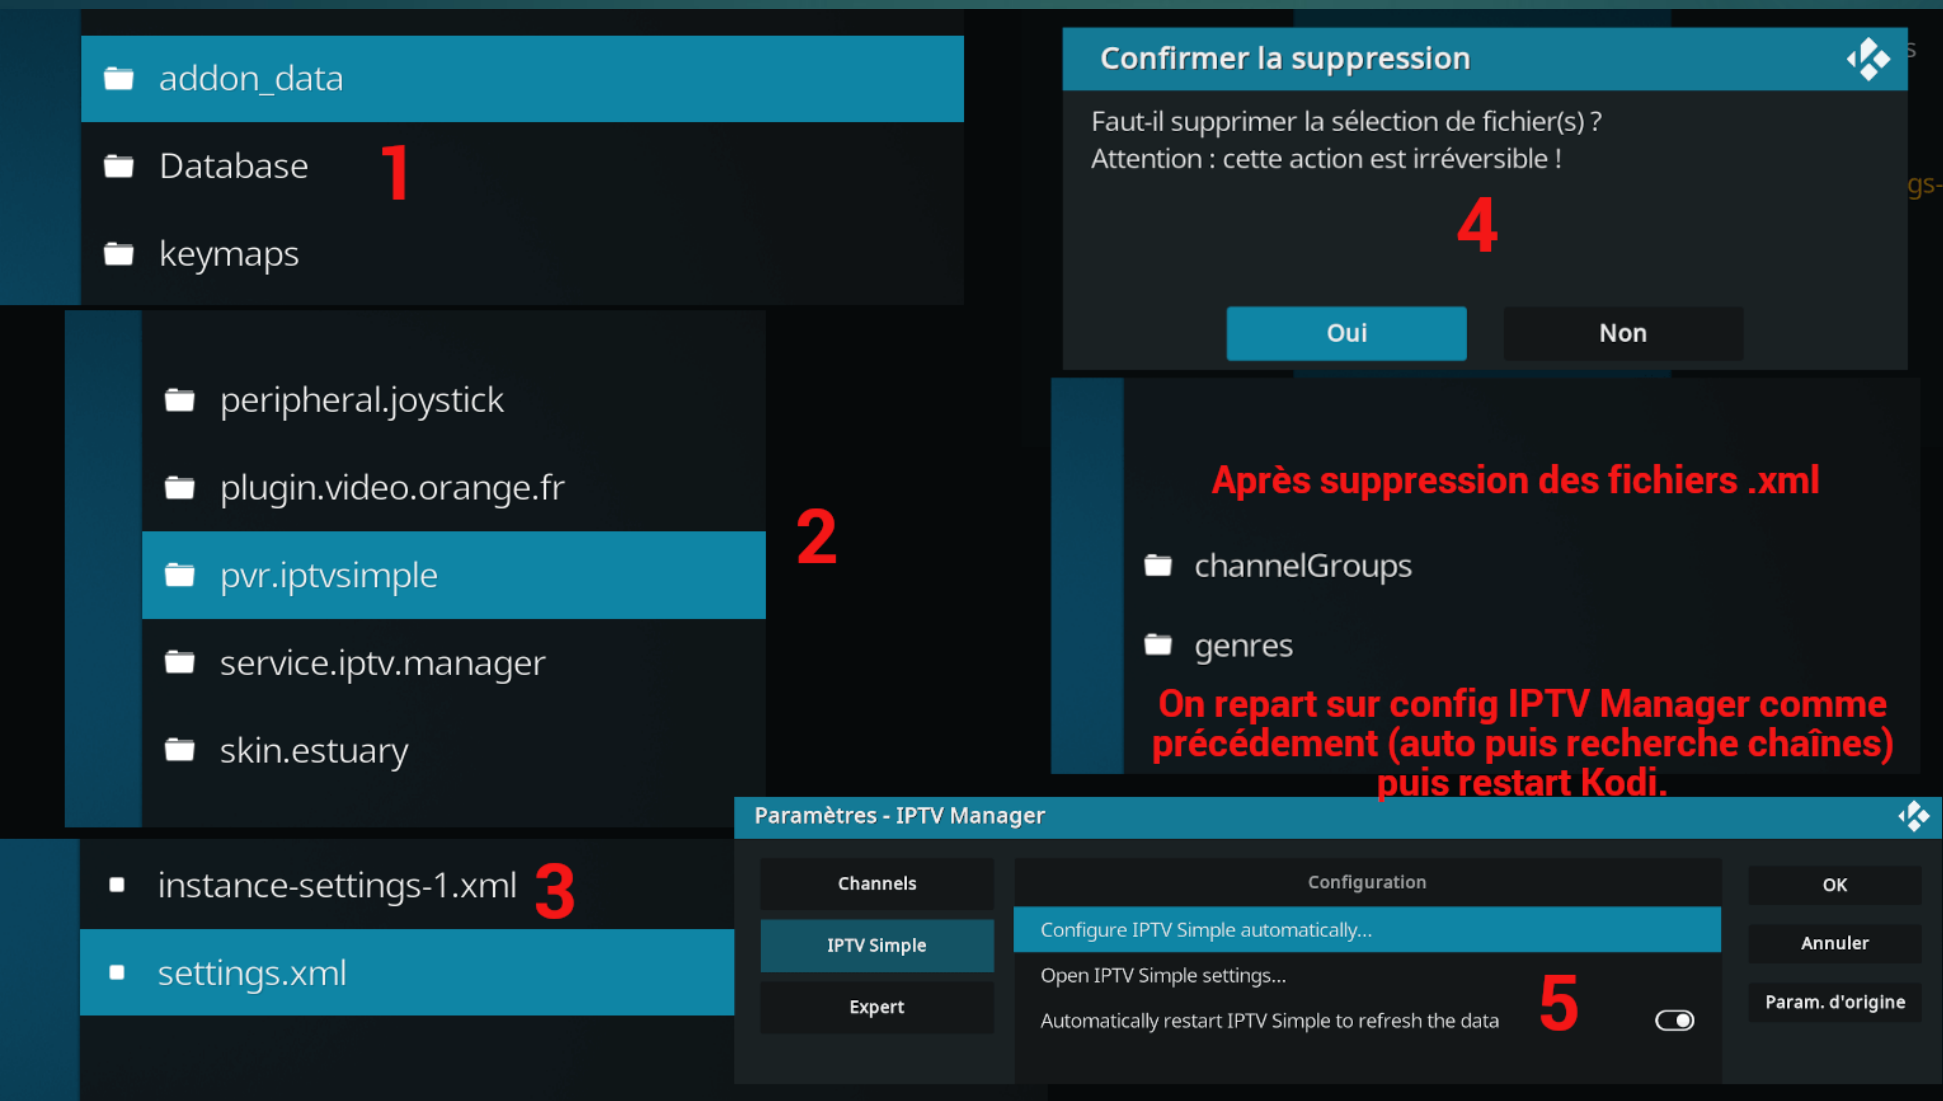 addon_data
Database
1
keymaps
peripheral.joystick
plugin.video.orange.fr
2
pvr.iptvsimple
service.iptv.manager
skin.estuary
instance-settings-1.xml
3
settings.xml
Confirmer la suppression
Faut-il supprimer la sélection de fichier(s) ?
Attention : cette action est irréversible !
4
Oui
Non
gs-
Après suppression des fichiers .xml
channelGroups
genres
On repart sur config IPTV Manager comme
précédement (auto puis recherche chaînes)
puis restart Kodi.
Paramètres - IPTV Manager
Channels
IPTV Simple
Expert
Configuration
Configure IPTV Simple automatically...
Open IPTV Simple settings...
5
Automatically restart IPTV Simple to refresh the data
OK
Annuler
Param. d'origine